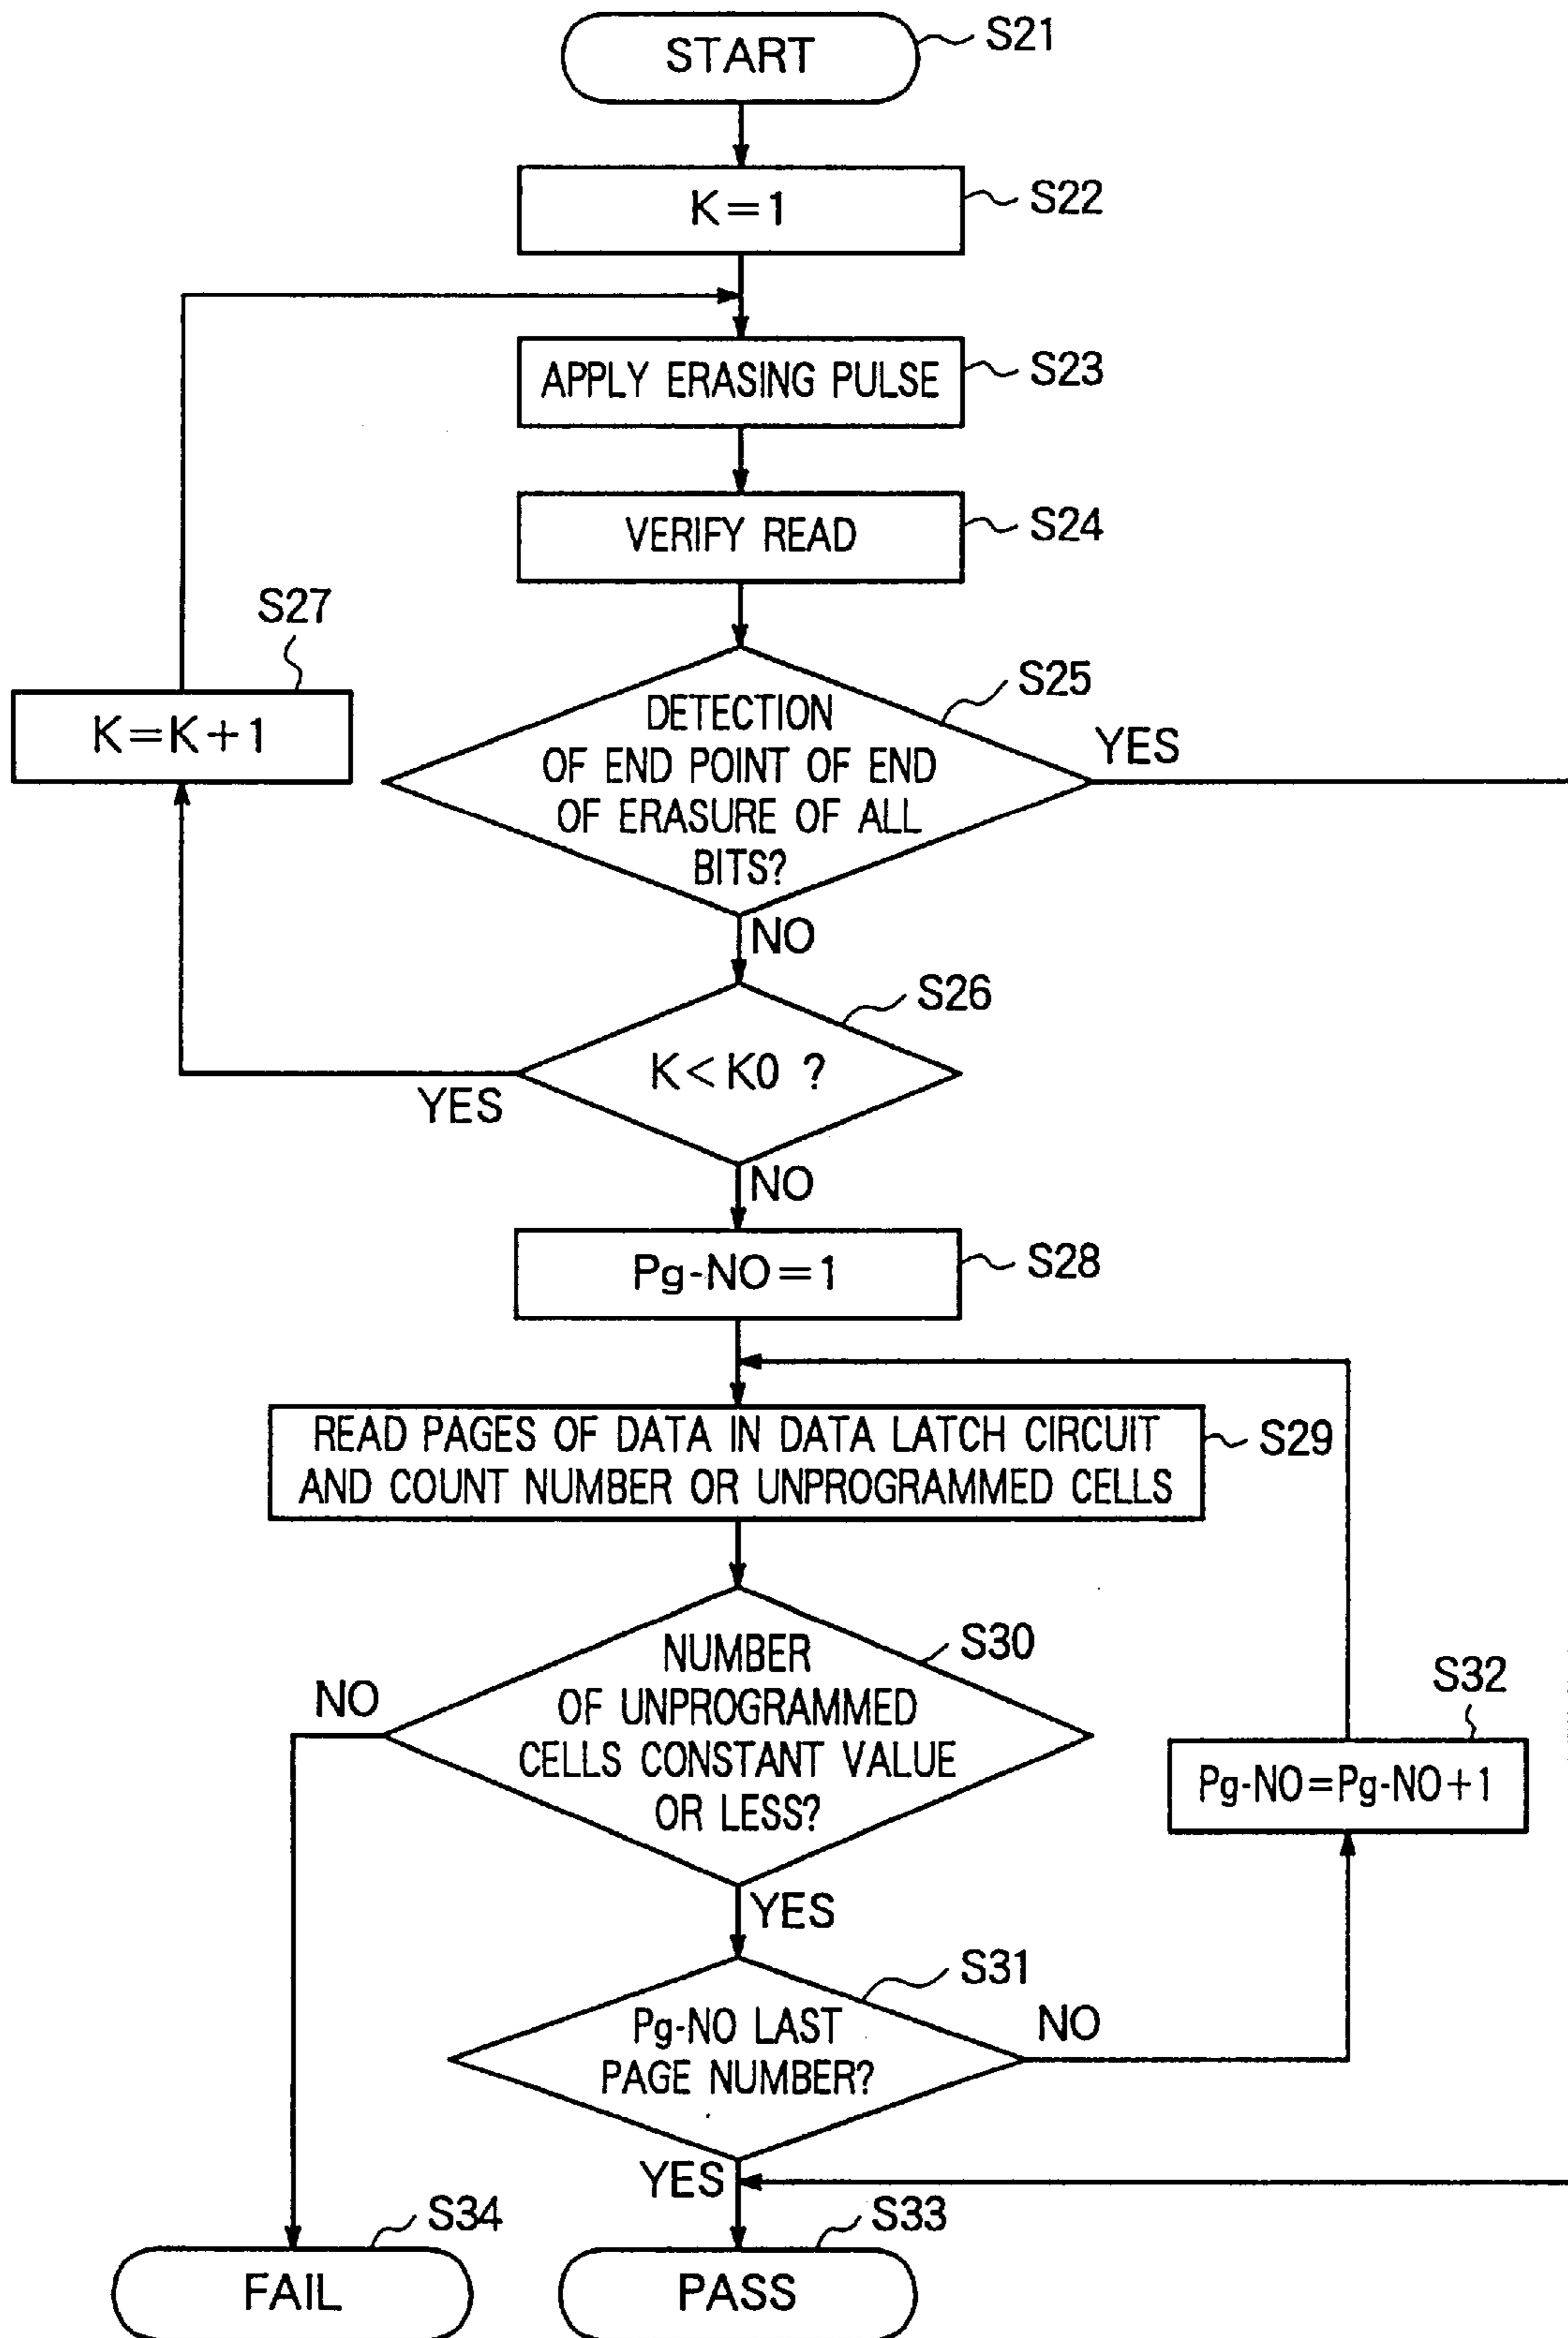 START
S21
K=1
S22
APPLY ERASING PULSE
S23
VERIFY READ
S24
S27
K=K+1
S25
DETECTION
OF END POINT OF END
OF ERASURE OF ALL
BITS?
YES
NO
S26
K<K0 ?
YES
NO
Pg-NO=1
S28
READ PAGES OF DATA IN DATA LATCH CIRCUIT
AND COUNT NUMBER OR UNPROGRAMMED CELLS
S29
S30
NUMBER
OF UNPROGRAMMED
CELLS CONSTANT VALUE
OR LESS?
NO
S32
Pg-NO=Pg-NO+1
YES
S31
Pg-NO LAST
PAGE NUMBER?
NO
YES
S34
FAIL
S33
PASS